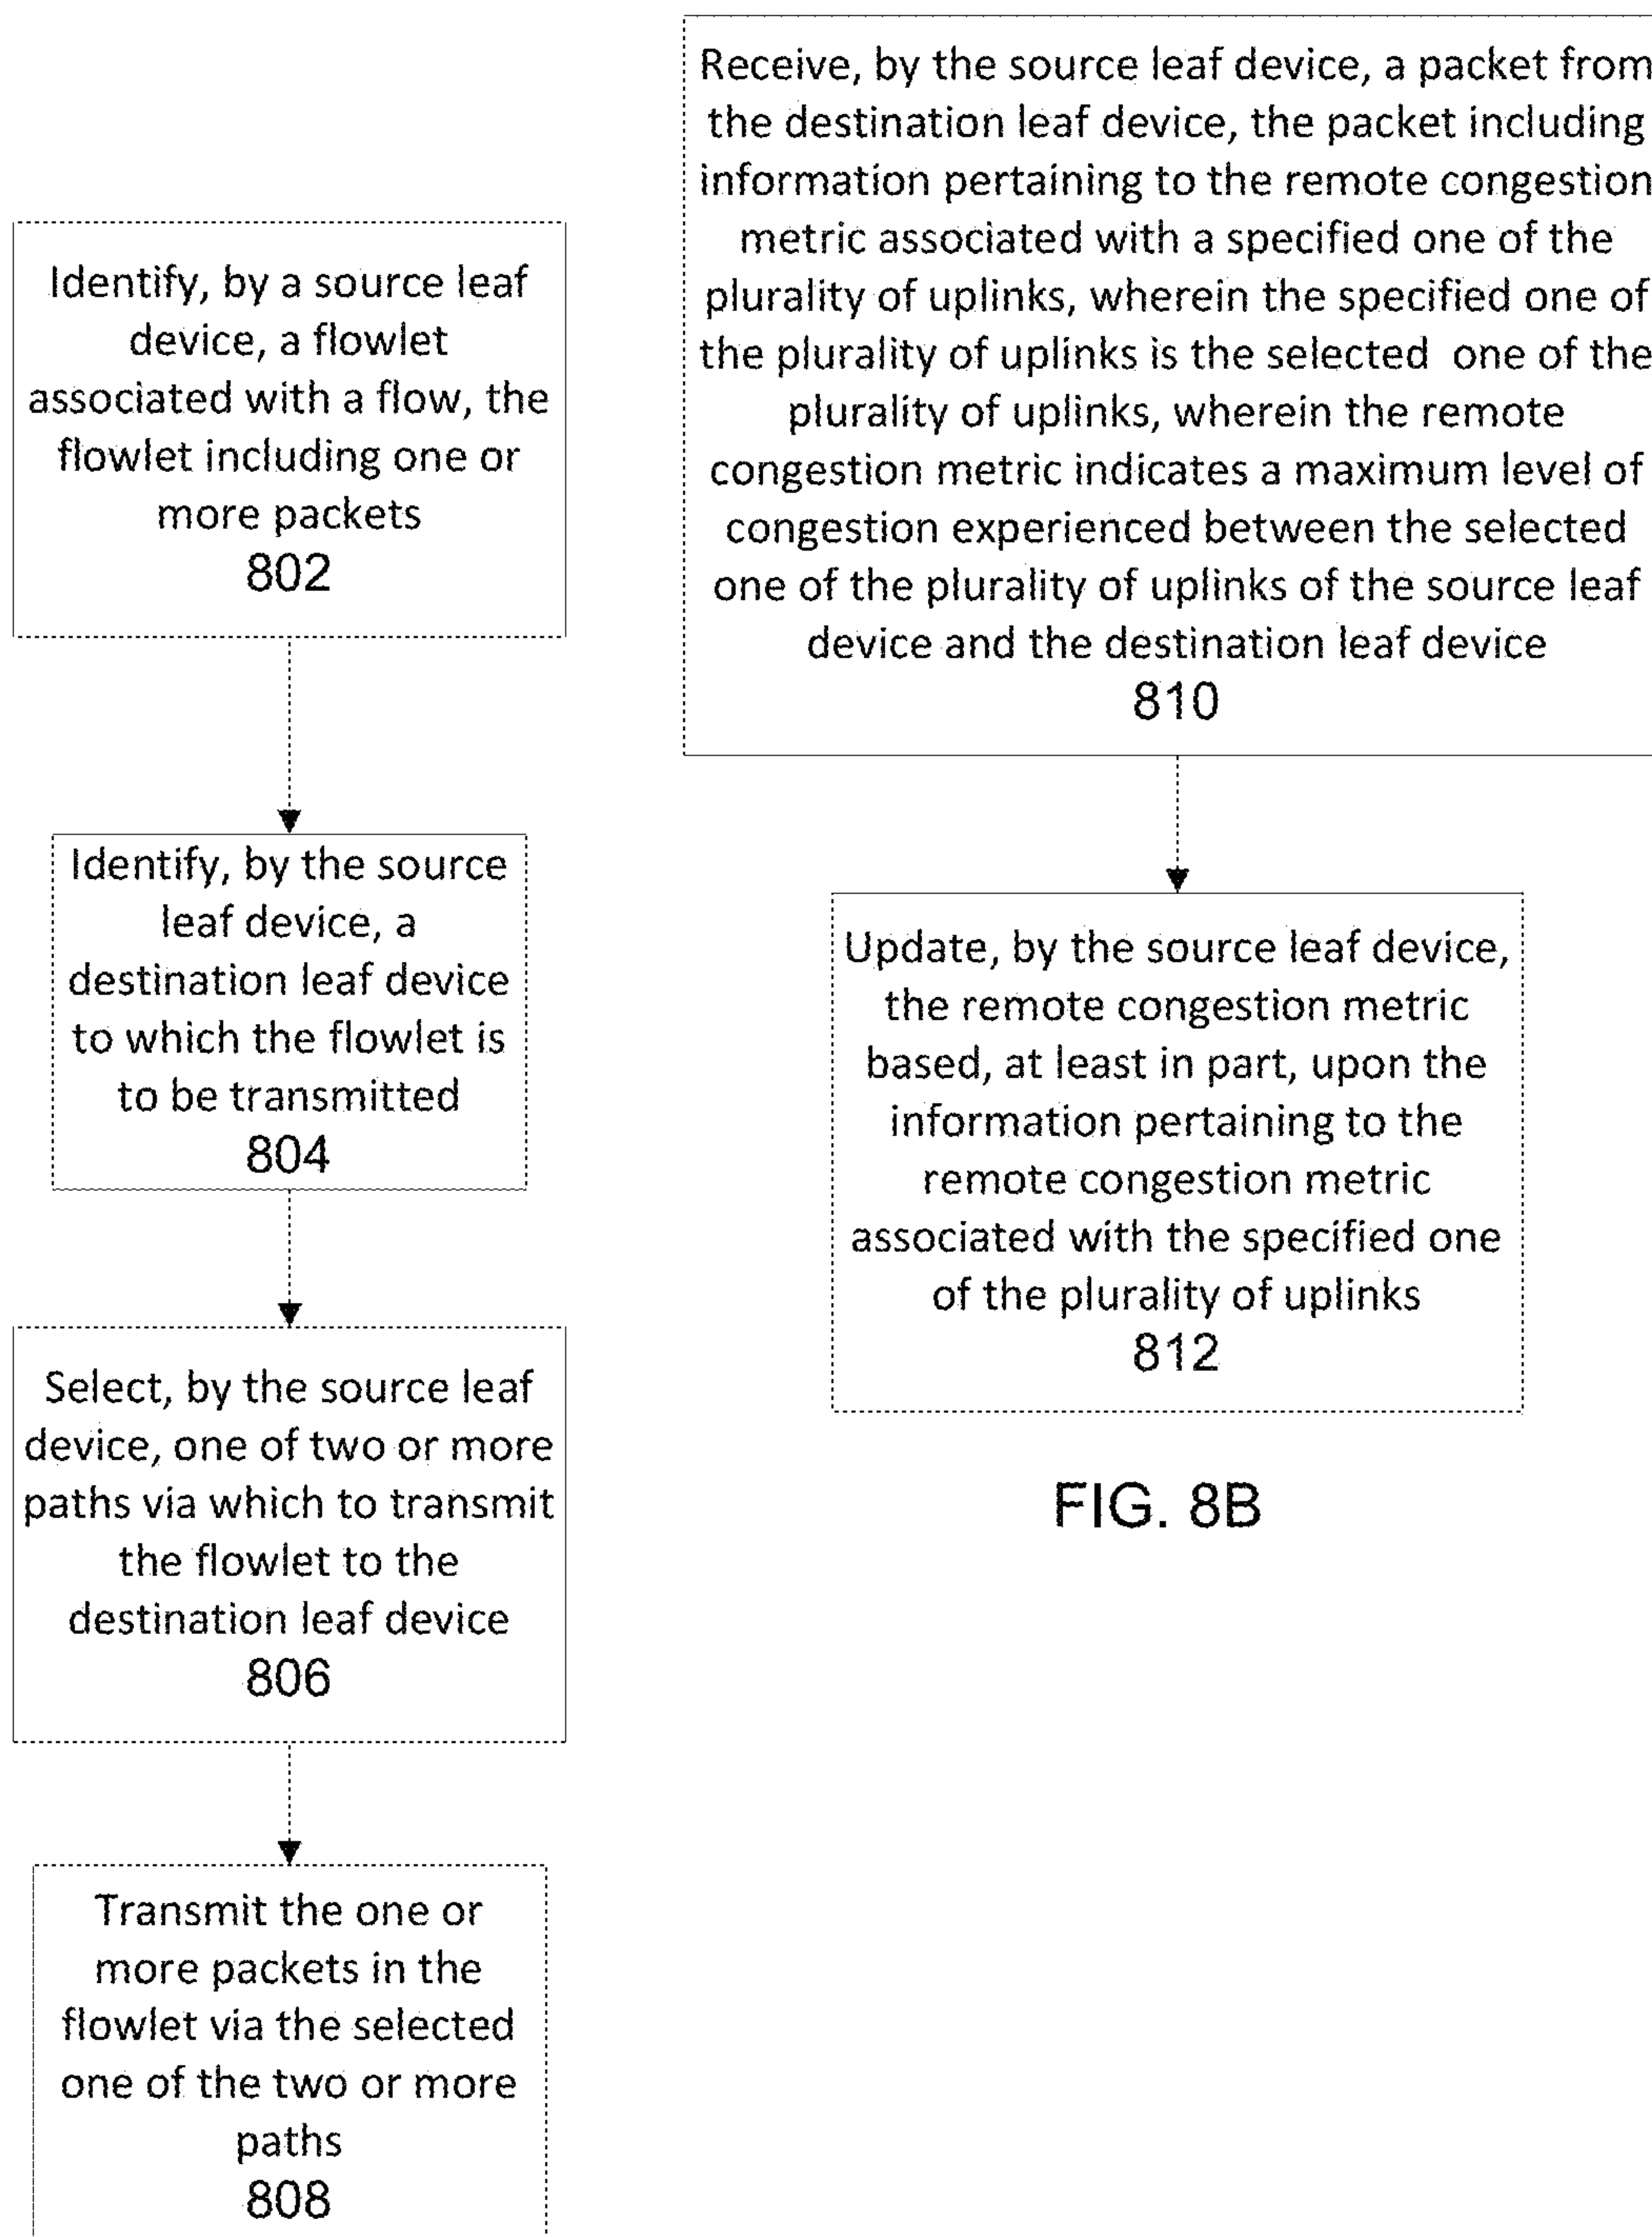 Identify, by a source leaf
device, a flowlet
associated with a flow, the
flowlet including one or
more packets
802
Identify, by the source
leaf device, a
destination leaf device
to which the flowlet is
to be transmitted
804
Select, by the source leaf
device, one of two or more
paths via which to transmit
the flowlet to the
destination leaf device
806
Transmit the one or
more packets in the
flowlet via the selected
one of the two or more
paths
808
Receive, by the source leaf device, a packet from
the destination leaf device, the packet including
information pertaining to the remote congestion
metric associated with a specified one of the
plurality of uplinks, wherein the specified one of
the plurality of uplinks is the selected one of the
plurality of uplinks, wherein the remote
congestion metric indicates a maximum level of
congestion experienced between the selected
one of the plurality of uplinks of the source leaf
device and the destination leaf device
810
Update, by the source leaf device,
the remote congestion metric
based, at least in part, upon the
information pertaining to the
remote congestion metric
associated with the specified one
of the plurality of uplinks
812
FIG. 8B